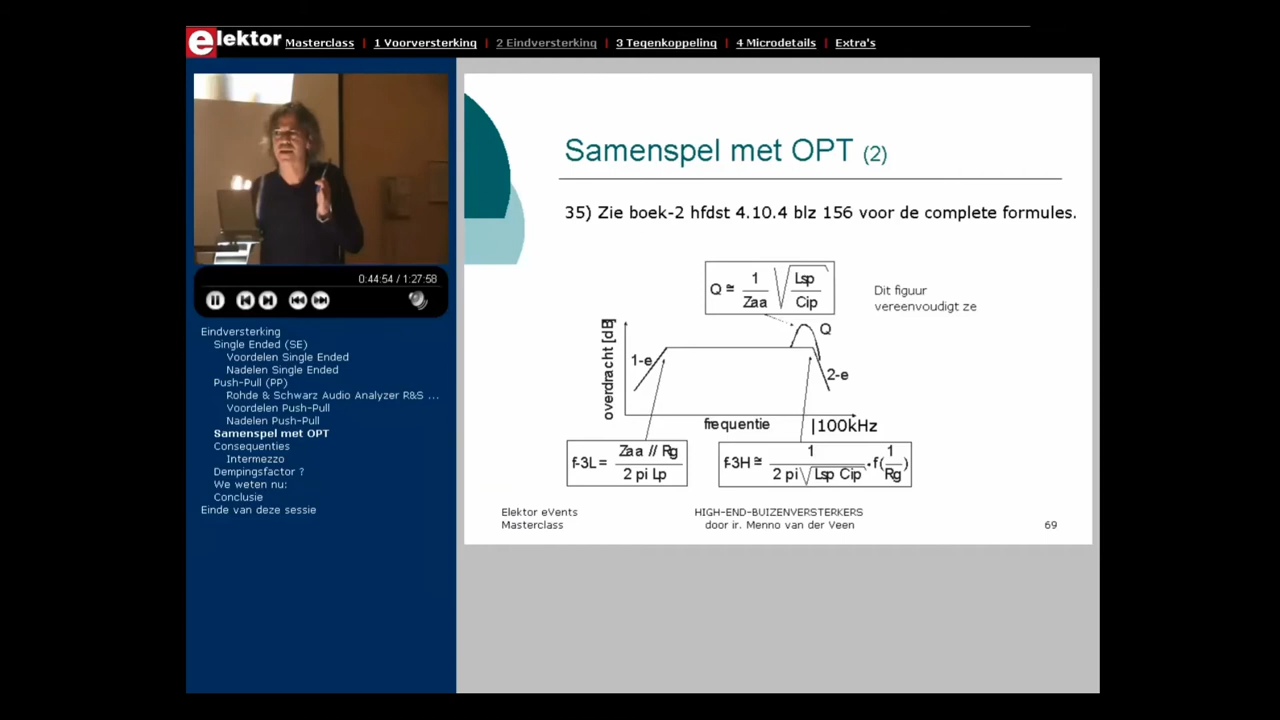 elektor Masterclass | 1 Voorversterking | 2 Eindversterking | 3 Tegenkoppeling | 4 Microdetails | Extra's
0:44:54 / 1:27:58
Eindversterking
Single Ended (SE)
Voordelen Single Ended
Nadelen Single Ended
Push-Pull (PP)
Rohde & Schwarz Audio Analyzer R&S ...
Voordelen Push-Pull
Nadelen Push-Pull
Samenspel met OPT
Consequenties
Intermezzo
Dempingsfactor ?
We weten nu:
Conclusie
Einde van deze sessie
Samenspel met OPT (2)
35) Zie boek-2 hfdst 4.10.4 blz 156 voor de complete formules.
Q ≅ 1 / Zaa √ Lsp / Cip
Dit figuur
vereenvoudigt ze
overdracht [dB]
Q
1-e
2-e
frequentie
|100kHz
f-3L = Zaa // Rg / 2 pi Lp
f-3H ≅ 1 / 2 pi √ Lsp Cip • f( 1 / Rg )
Elektor eVents
Masterclass
HIGH-END-BUIZENVERSTERKERS
door ir. Menno van der Veen
69